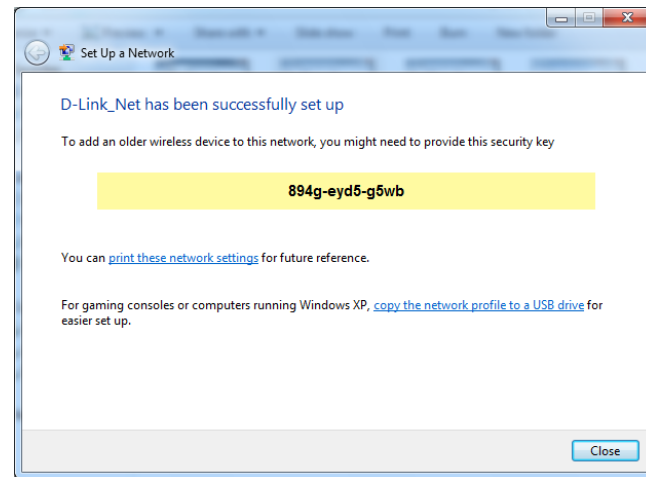 Set Up a Network
D-Link_Net has been successfully set up
To add an older wireless device to this network, you might need to provide this security key
894g-eyd5-g5wb
You can print these network settings for future reference.
For gaming consoles or computers running Windows XP, copy the network profile to a USB drive for
easier set up.
Close